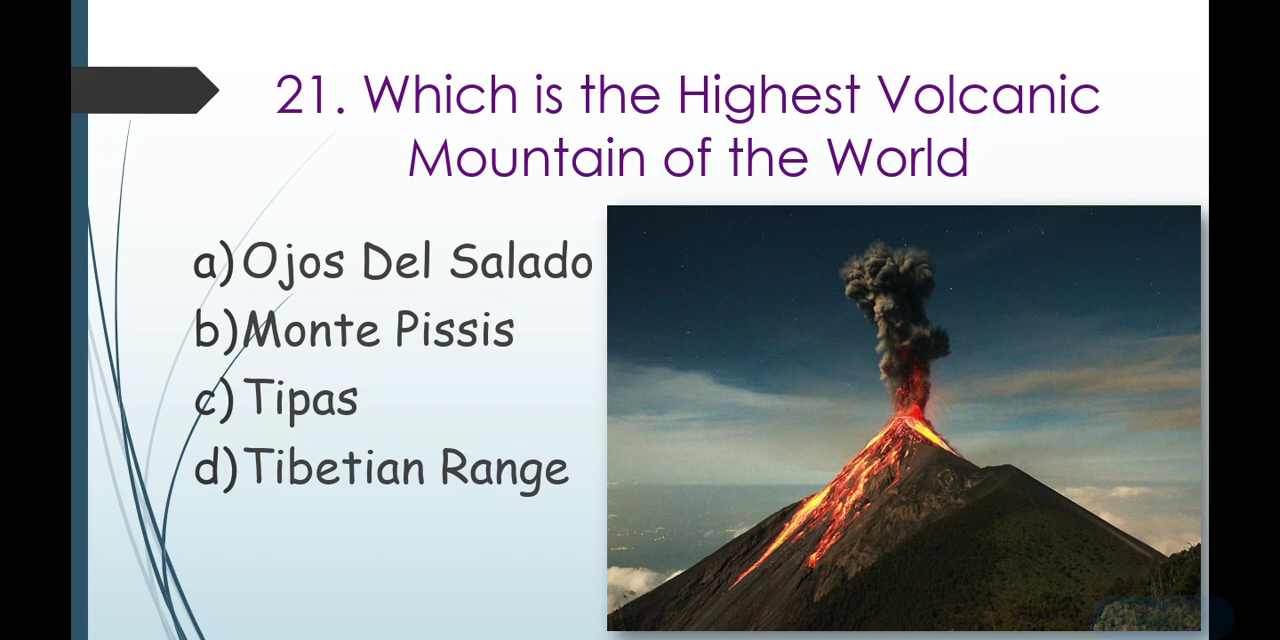 21. Which is the Highest Volcanic
Mountain of the World
a) Ojos Del Salado
b) Monte Pissis
c) Tipas
d) Tibetian Range